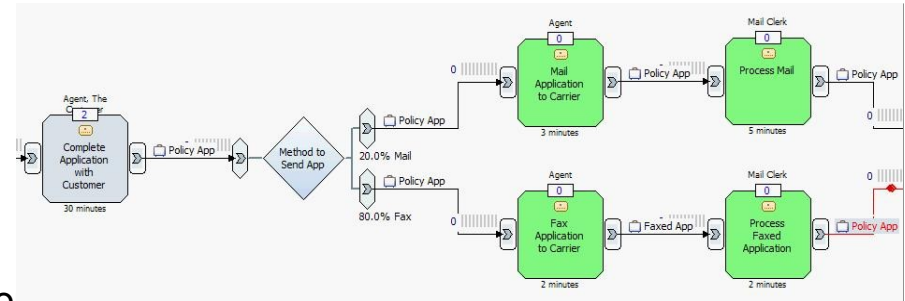 Agent
0
Mail
Application
to Carrier
3 minutes
0
Policy App
Mail Clerk
0
Process Mail
5 minutes
Policy App
0
Agent, The
2
Complete
Application
with
Customer
30 minutes
Policy App
Method to
Send App
Policy App
20.0% Mail
Policy App
80.0% Fax
0
Agent
0
Fax
Application
to Carrier
2 minutes
Faxed App
Mail Clerk
0
Process
Faxed
Application
2 minutes
0
Policy App